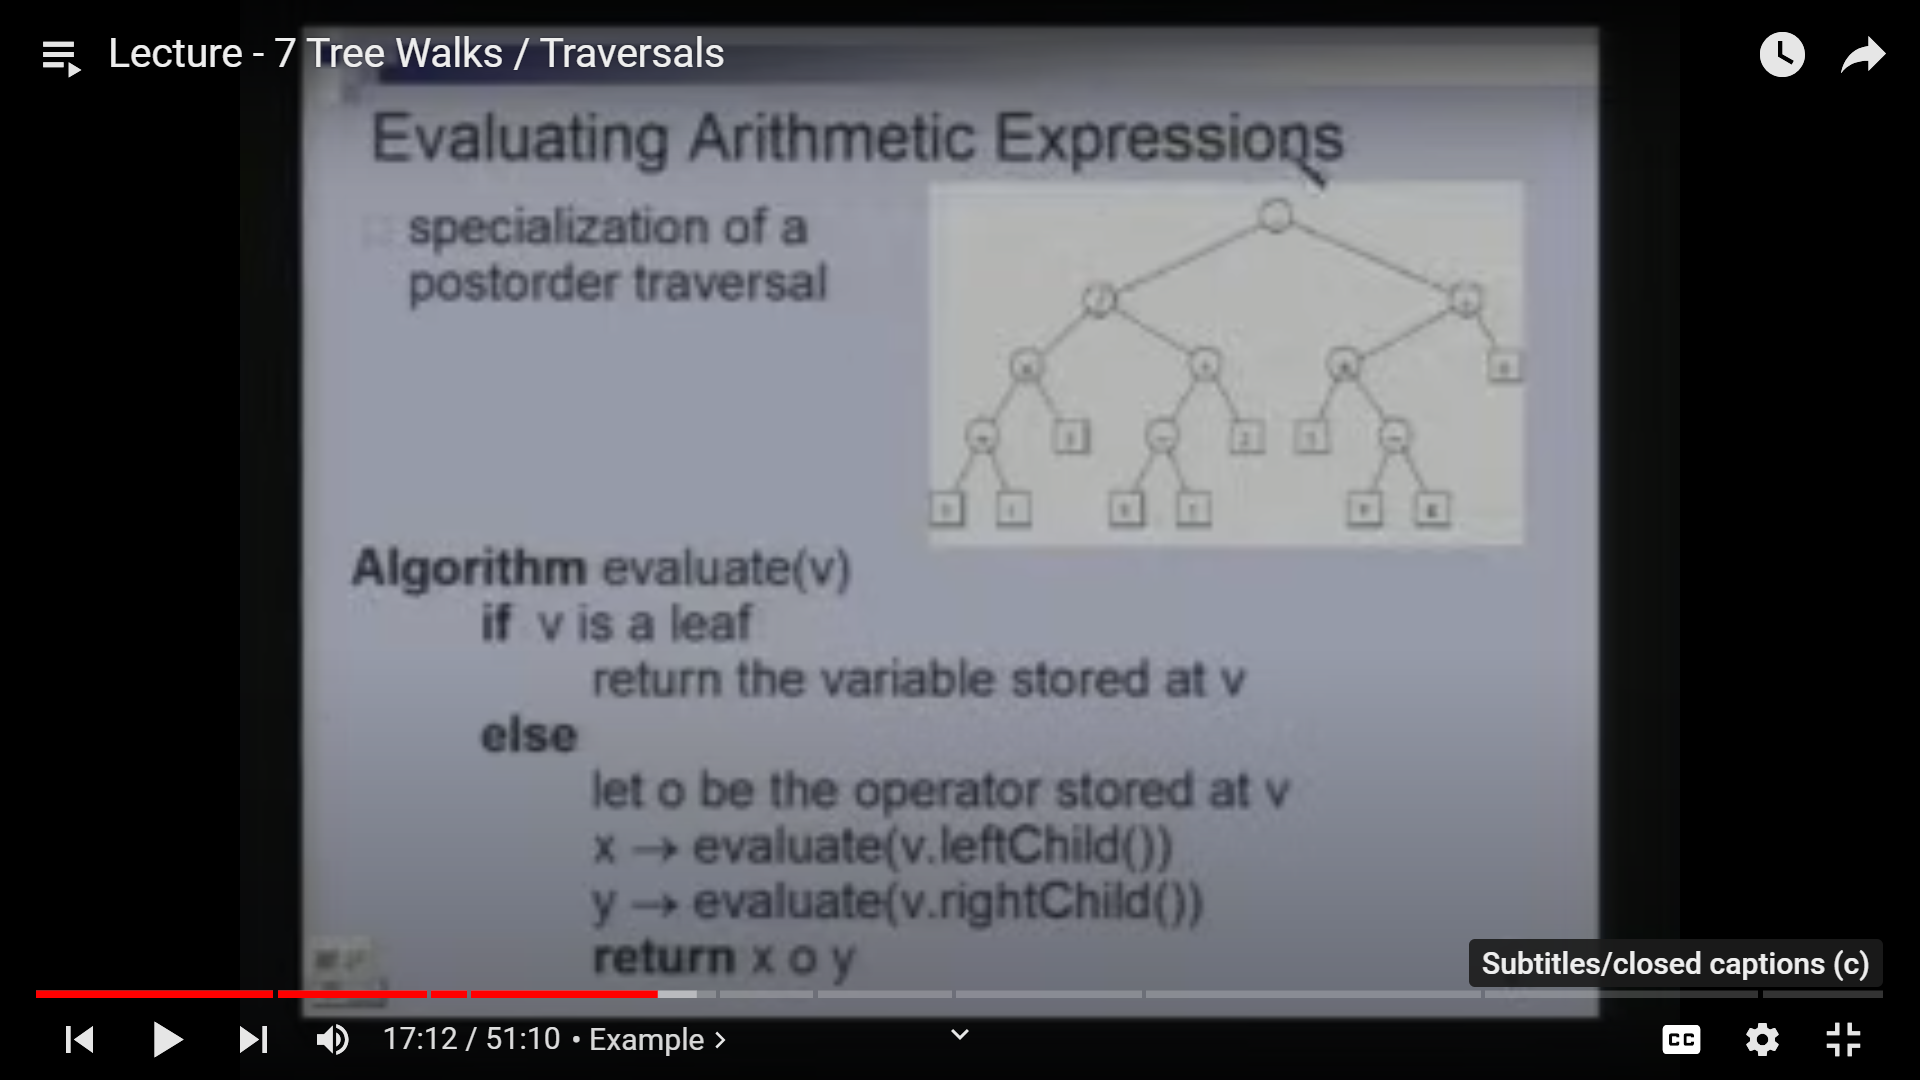 Lecture - 7 Tree Walks / Traversals
Evaluating Arithmetic Expressions
specialization of a
postorder traversal
Algorithm evaluate(v)
if v is a leaf
return the variable stored at v
else
let o be the operator stored at v
x → evaluate(v.leftChild())
y → evaluate(v.rightChild())
return x o y
Subtitles/closed captions (c)
17:12 / 51:10 • Example >
CC